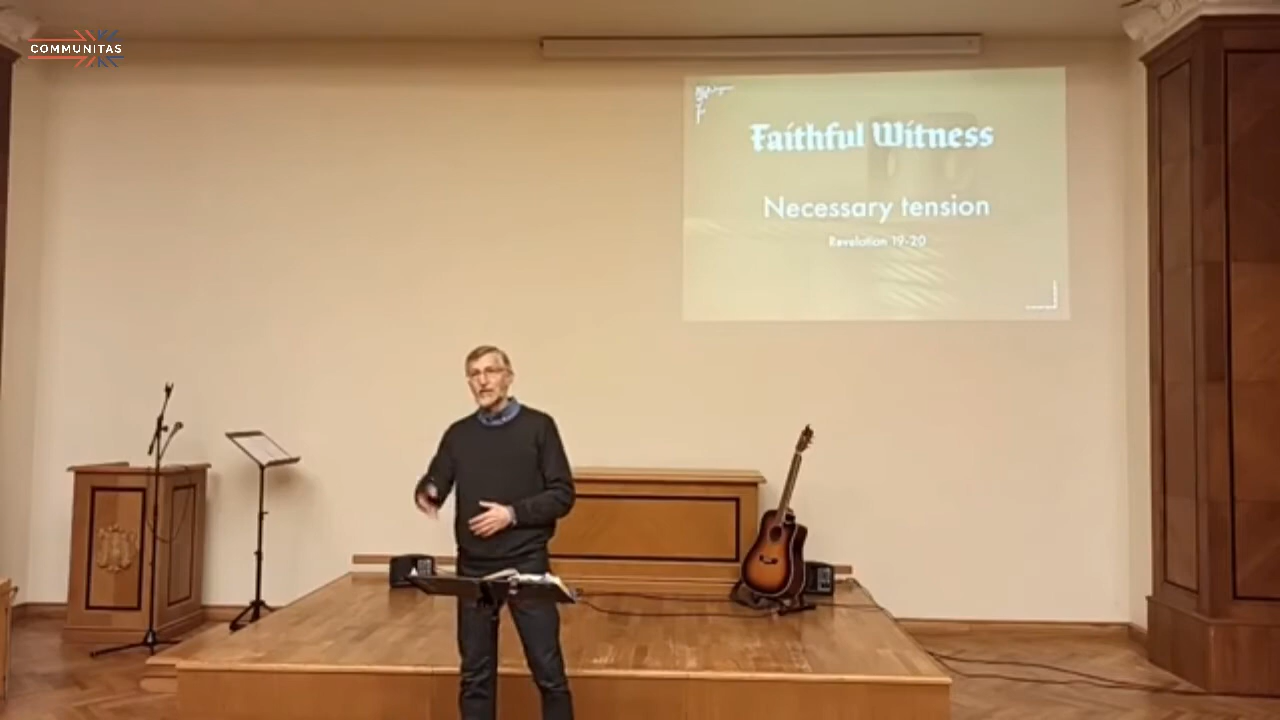 COMMUNITAS
Faithful Witness
Necessary tension
Revelation 19-20